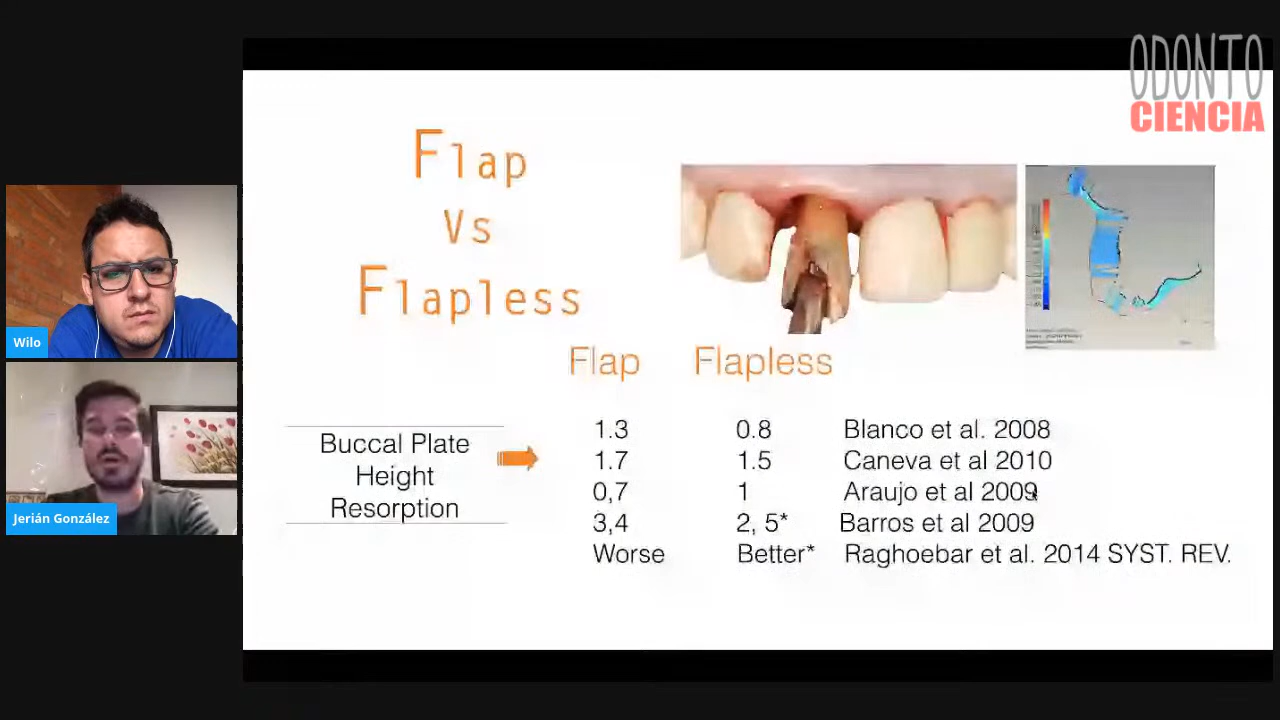 ODONTO
CIENCIA
Flap
Vs
Flapless
Flap Flapless
Buccal Plate
Height
Resorption
1.3 0.8 Blanco et al. 2008
1.7 1.5 Caneva et al 2010
0,7 1 Araujo et al 2009
3,4 2, 5* Barros et al 2009
Worse Better* Raghoebar et al. 2014 SYST. REV.
Wilo
Jerián González